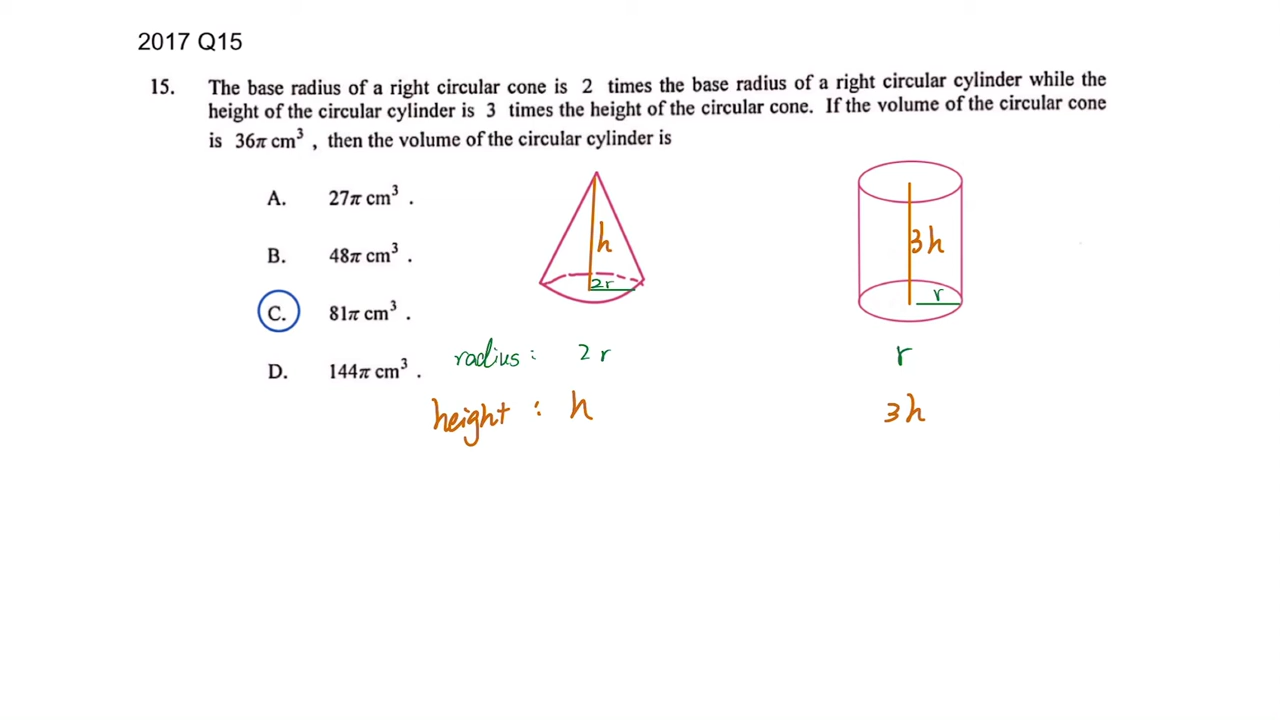 2017 Q15
15. The base radius of a right circular cone is 2 times the base radius of a right circular cylinder while the
height of the circular cylinder is 3 times the height of the circular cone. If the volume of the circular cone
is 36π cm³ , then the volume of the circular cylinder is
A. 27π cm³ .
B. 48π cm³ .
C. 81π cm³ .
D. 144π cm³ .
h
2r
3h
r
radius : 2r r
height : h 3h